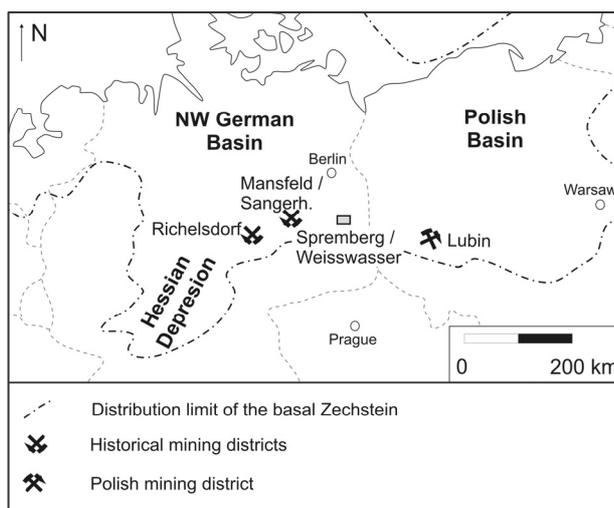 N
NW German
Basin
Polish
Basin
Berlin
Mansfeld /
Sangerh.
Warsaw
Richelsdorf
Spremberg /
Weisswasser
Lubin
Hessian
Depresion
Prague
0 200 km
Distribution limit of the basal Zechstein
Historical mining districts
Polish mining district